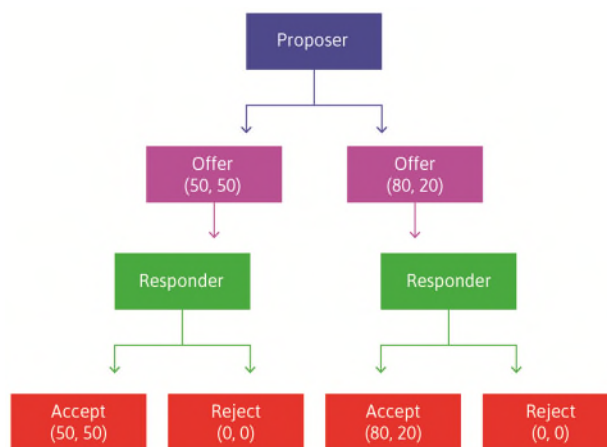 Proposer
Offer
(50, 50)
Offer
(80, 20)
Responder
Responder
Accept
(50, 50)
Reject
(0, 0)
Accept
(80, 20)
Reject
(0, 0)